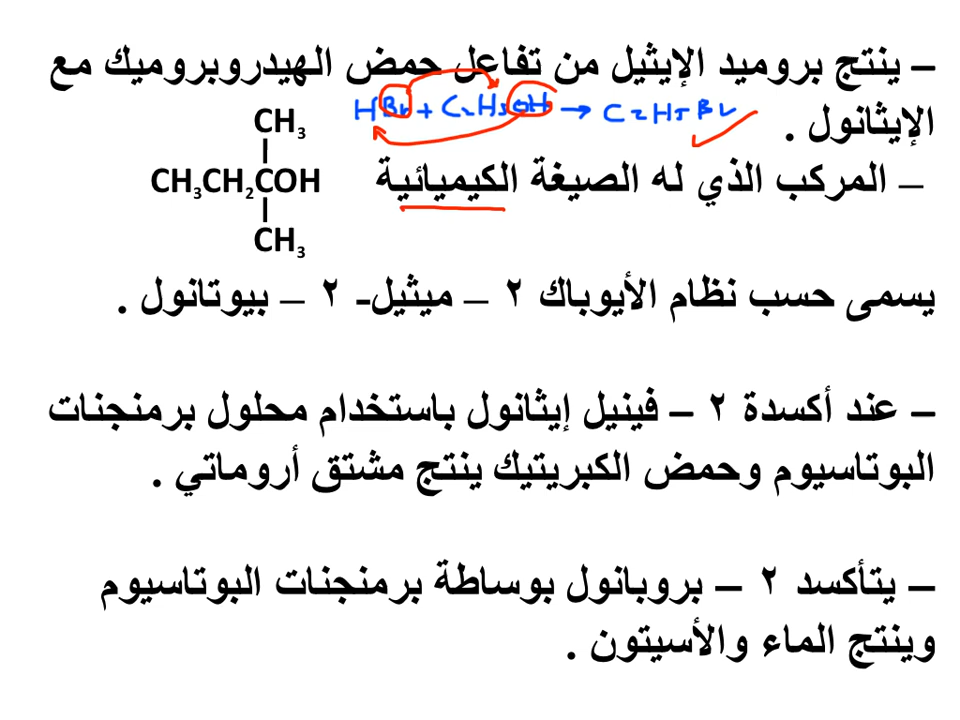 – ينتج بروميد الإيثيل من تفاعل حمض الهيدروبروميك مع
HBr + C2H5OH → C2H5Br
الإيثانول .
CH3
– المركب الذي له الصيغة الكيميائية CH3CH2COH
CH3
يسمى حسب نظام الأيوباك ٢ – ميثيل- ٢ – بيوتانول .
– عند أكسدة ٢ – فينيل إيثانول باستخدام محلول برمنجنات
البوتاسيوم وحمض الكبريتيك ينتج مشتق أروماتي .
– يتأكسد ٢ – بروبانول بوساطة برمنجنات البوتاسيوم
وينتج الماء والأسيتون .